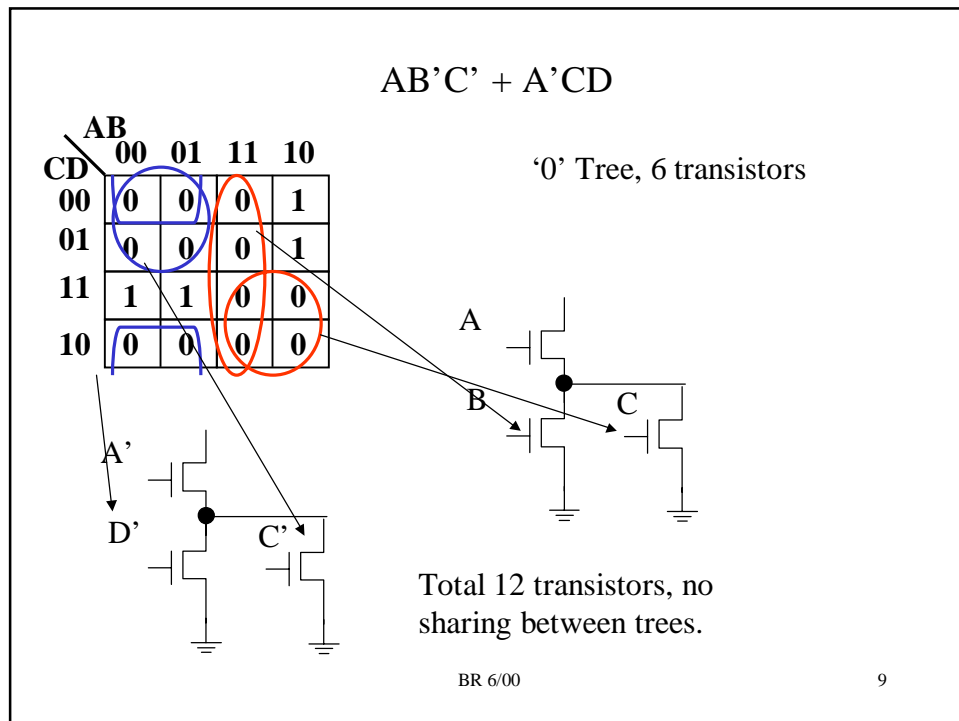 AB’C’ + A’CD
AB
CD
00 01 11 10
00 0 0 0 1
01 0 0 0 1
11 1 1 0 0
10 0 0 0 0
‘0’ Tree, 6 transistors
A
B
C
A’
D’
C’
Total 12 transistors, no
sharing between trees.
BR 6/00
9